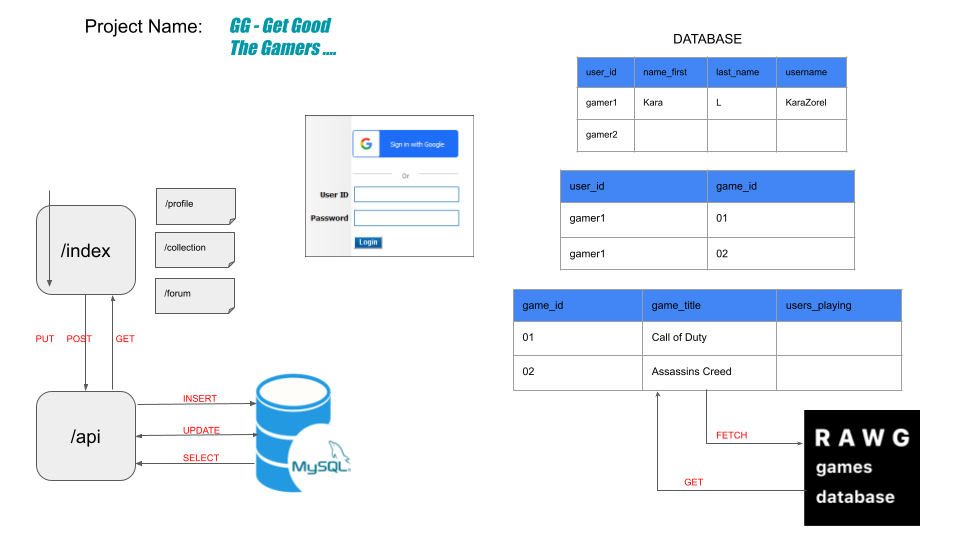 Project Name:
GG - Get Good
The Gamers ....
G Sign in with Google
Or
User ID
Password
Login
/index
/profile
/collection
/forum
PUT POST GET
/api
INSERT
UPDATE
SELECT
MySQL
DATABASE
user_id name_first last_name username
gamer1 Kara L KaraZorel
gamer2
user_id game_id
gamer1 01
gamer1 02
game_id game_title users_playing
01 Call of Duty
02 Assassins Creed
FETCH
GET
RAWG
games
database